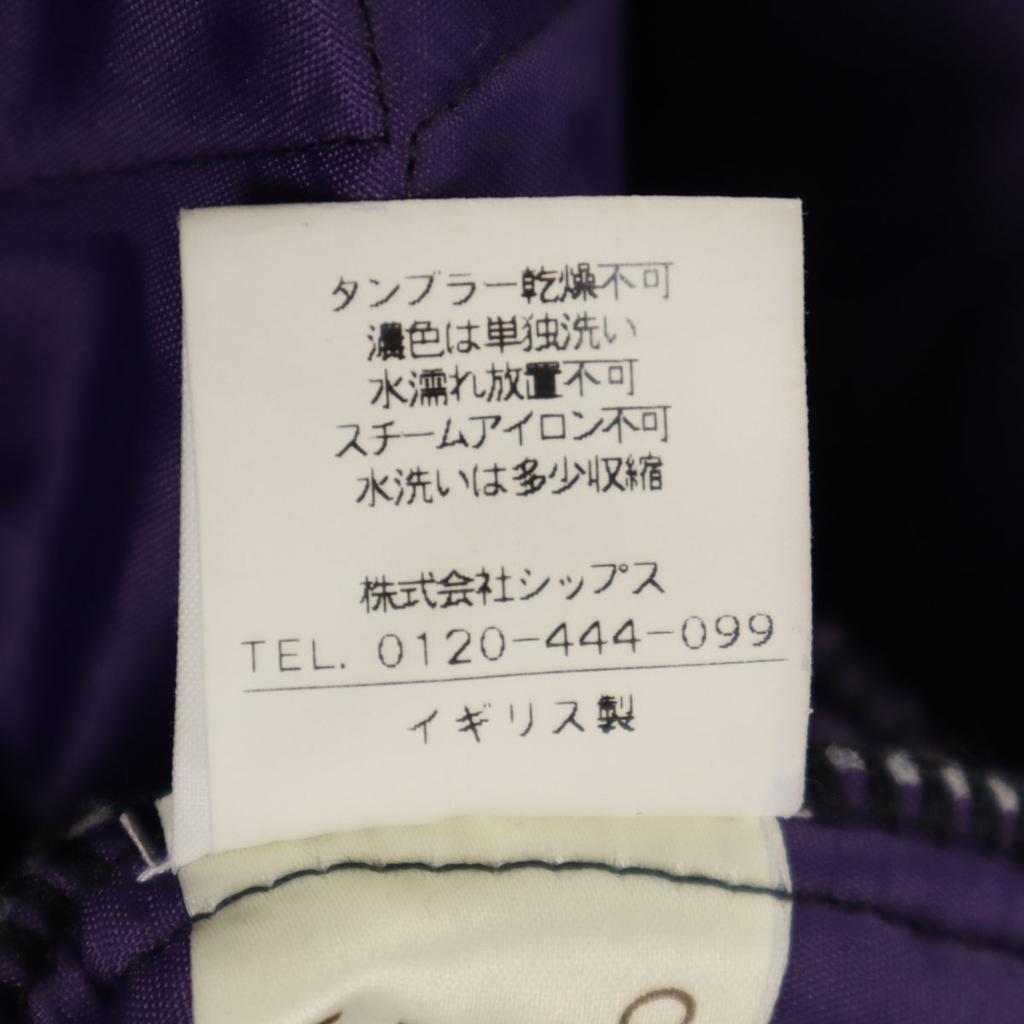 タンブラー乾燥不可
濃色は単独洗い
水濡れ放置不可
スチームアイロン不可
水洗いは多少収縮
株式会社シップス
TEL. 0120-444-099
イギリス製